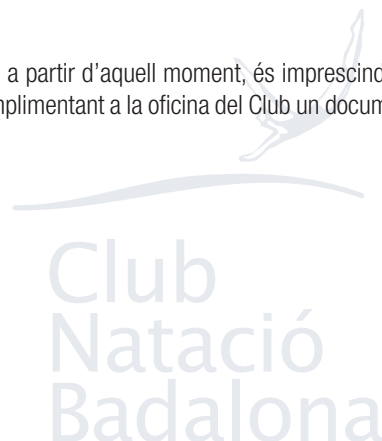 a partir d’aquell moment, és imprescind
mplimentant a la oficina del Club un docum
Club
Natació
Badalona